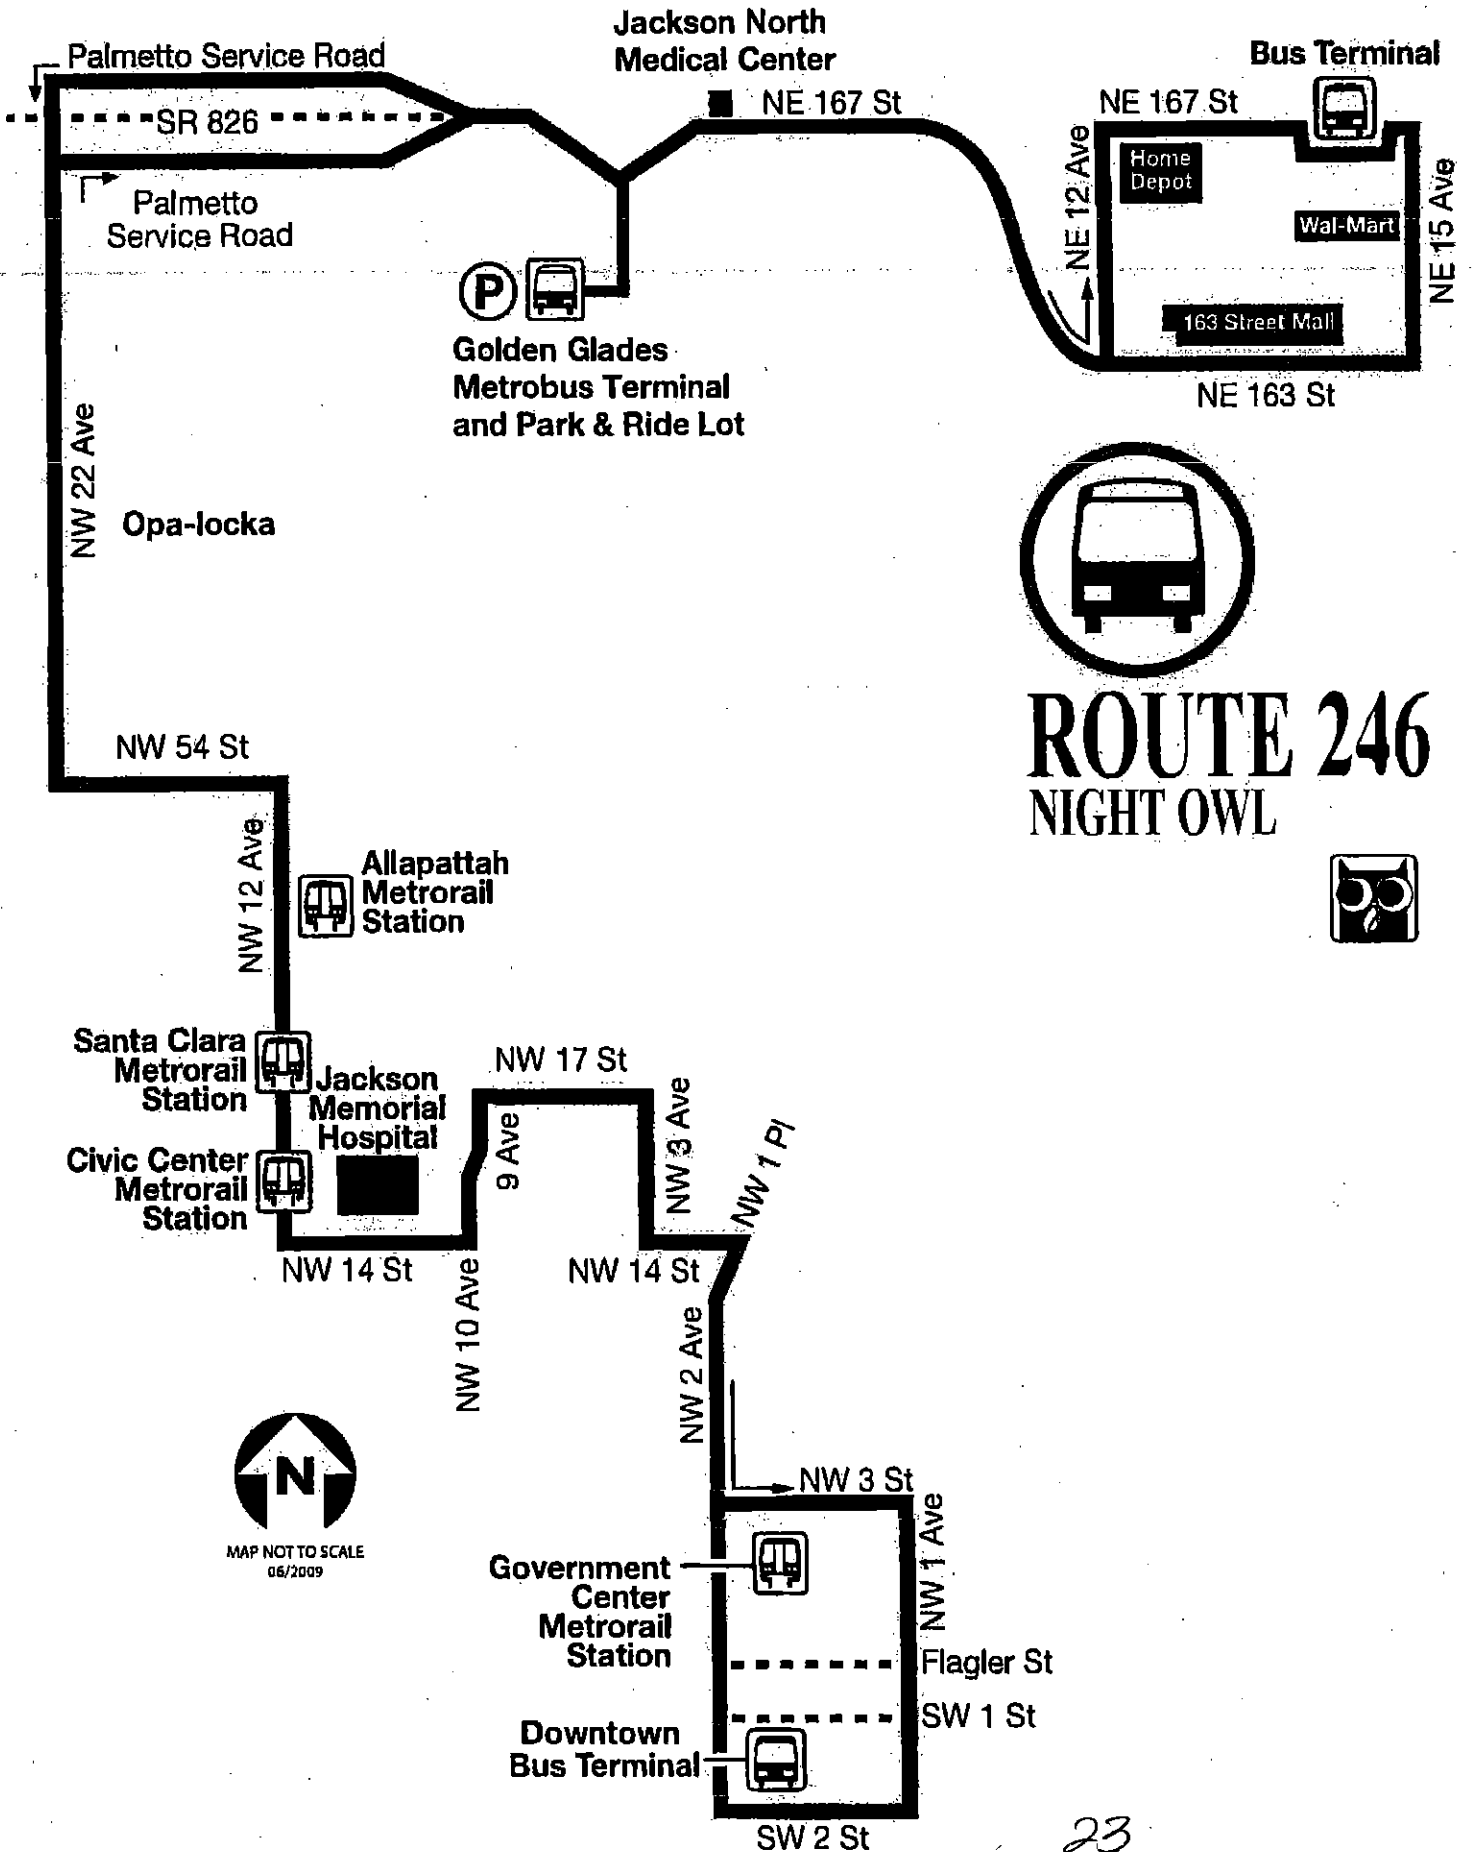 Jackson North
Medical Center
Bus Terminal
Palmetto Service Road
NE 167 St
NE 167 St
SR 826
NE 12 Ave
Home
Depot
NE 15 Ave
Palmetto
Service Road
Wal-Mart
P
163 Street Mall
Golden Glades
Metrobus Terminal
and Park & Ride Lot
NE 163 St
NW 22 Ave
Opa-locka
ROUTE 246
NIGHT OWL
NW 54 St
NW 12 Ave
Allapattah
Metrorail
Station
Santa Clara
Metrorail
Station
Jackson
Memorial
Hospital
NW 17 St
9 Ave
NW 3 Ave
NW 1 Pl
Civic Center
Metrorail
Station
NW 14 St
NW 14 St
NW 10 Ave
NW 2 Ave
N
MAP NOT TO SCALE
06/2009
NW 3 St
NW 1 Ave
Government
Center
Metrorail
Station
Flagler St
SW 1 St
Downtown
Bus Terminal
SW 2 St
23